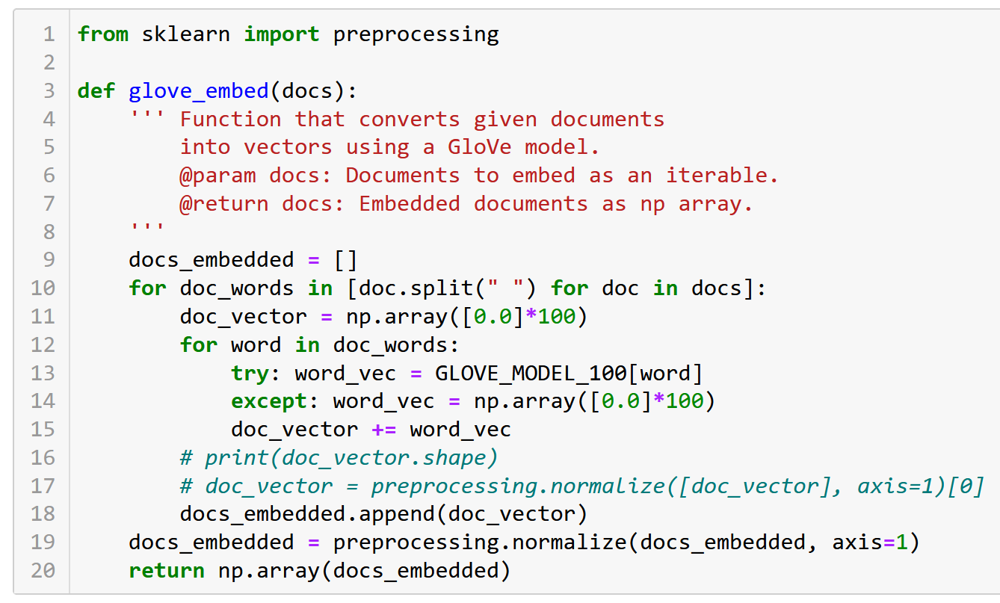 1 from sklearn import preprocessing
2
3 def glove_embed(docs):
4     ''' Function that converts given documents
5         into vectors using a GloVe model.
6         @param docs: Documents to embed as an iterable.
7         @return docs: Embedded documents as np array.
8     '''
9     docs_embedded = []
10     for doc_words in [doc.split(" ") for doc in docs]:
11         doc_vector = np.array([0.0]*100)
12         for word in doc_words:
13             try: word_vec = GLOVE_MODEL_100[word]
14             except: word_vec = np.array([0.0]*100)
15             doc_vector += word_vec
16         # print(doc_vector.shape)
17         # doc_vector = preprocessing.normalize([doc_vector], axis=1)[0]
18         docs_embedded.append(doc_vector)
19     docs_embedded = preprocessing.normalize(docs_embedded, axis=1)
20     return np.array(docs_embedded)